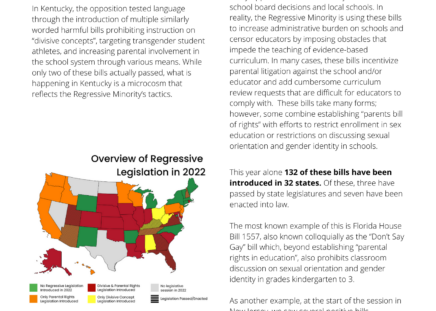 In Kentucky, the opposition tested language
through the introduction of multiple similarly
worded harmful bills prohibiting instruction on
"divisive concepts", targeting transgender student
athletes, and increasing parental involvement in
the school system through various means. While
only two of these bills actually passed, what is
happening in Kentucky is a microcosm that
reflects the Regressive Minority's tactics.
Overview of Regressive
Legislation in 2022
No Regressive legislation
introduced in 2022
Divisive & Parental Rights
Legislation introduced
No legislative
session in 2022
Only Parental Rights
Legislation introduced
Only Divisive Concept
Legislation introduced
Legislation Passed/Enacted
school board decisions and local schools. In
reality, the Regressive Minority is using these bills
to increase administrative burden on schools and
censor educators by imposing obstacles that
impede the teaching of evidence-based
curriculum. In many cases, these bills incentivize
parental litigation against the school and/or
educator and add cumbersome curriculum
review requests that are difficult for educators to
comply with. These bills take many forms;
however, some combine establishing "parents bill
of rights" with efforts to restrict enrollment in sex
education or restrictions on discussing sexual
orientation and gender identity in schools.
This year alone 132 of these bills have been
introduced in 32 states. Of these, three have
passed by state legislatures and seven have been
enacted into law.
The most known example of this is Florida House
Bill 1557, also known colloquially as the "Don't Say
Gay" bill which, beyond establishing "parental
rights in education", also prohibits classroom
discussion on sexual orientation and gender
identity in grades kindergarten to 3.
As another example, at the start of the session in